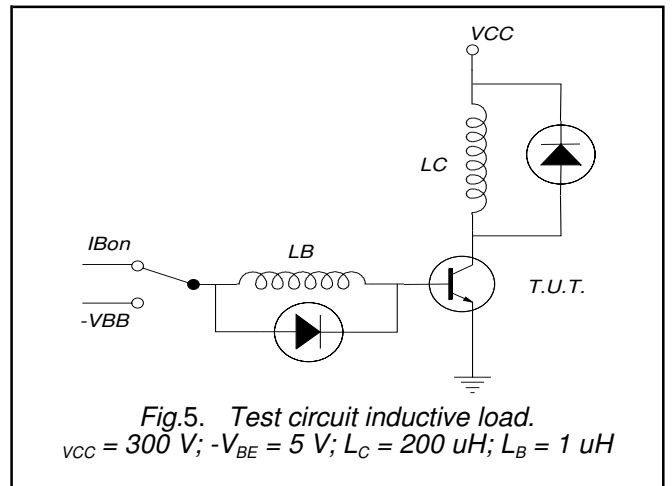 VCC
LC
IBon
LB
-VBB
T.U.T.
Fig.5. Test circuit inductive load.
VCC = 300 V; -VBE = 5 V; LC = 200 uH; LB = 1 uH